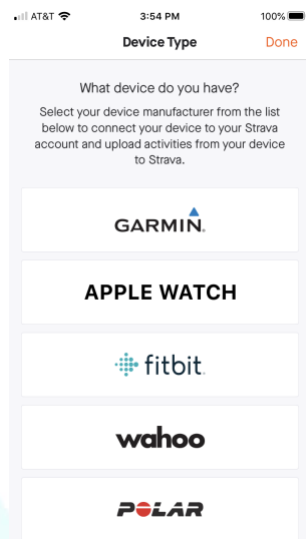 AT&T 3:54 PM 100%
Device Type Done
What device do you have?
Select your device manufacturer from the list
below to connect your device to your Strava
account and upload activities from your device
to Strava.
GARMIN.
APPLE WATCH
fitbit.
wahoo
POLAR